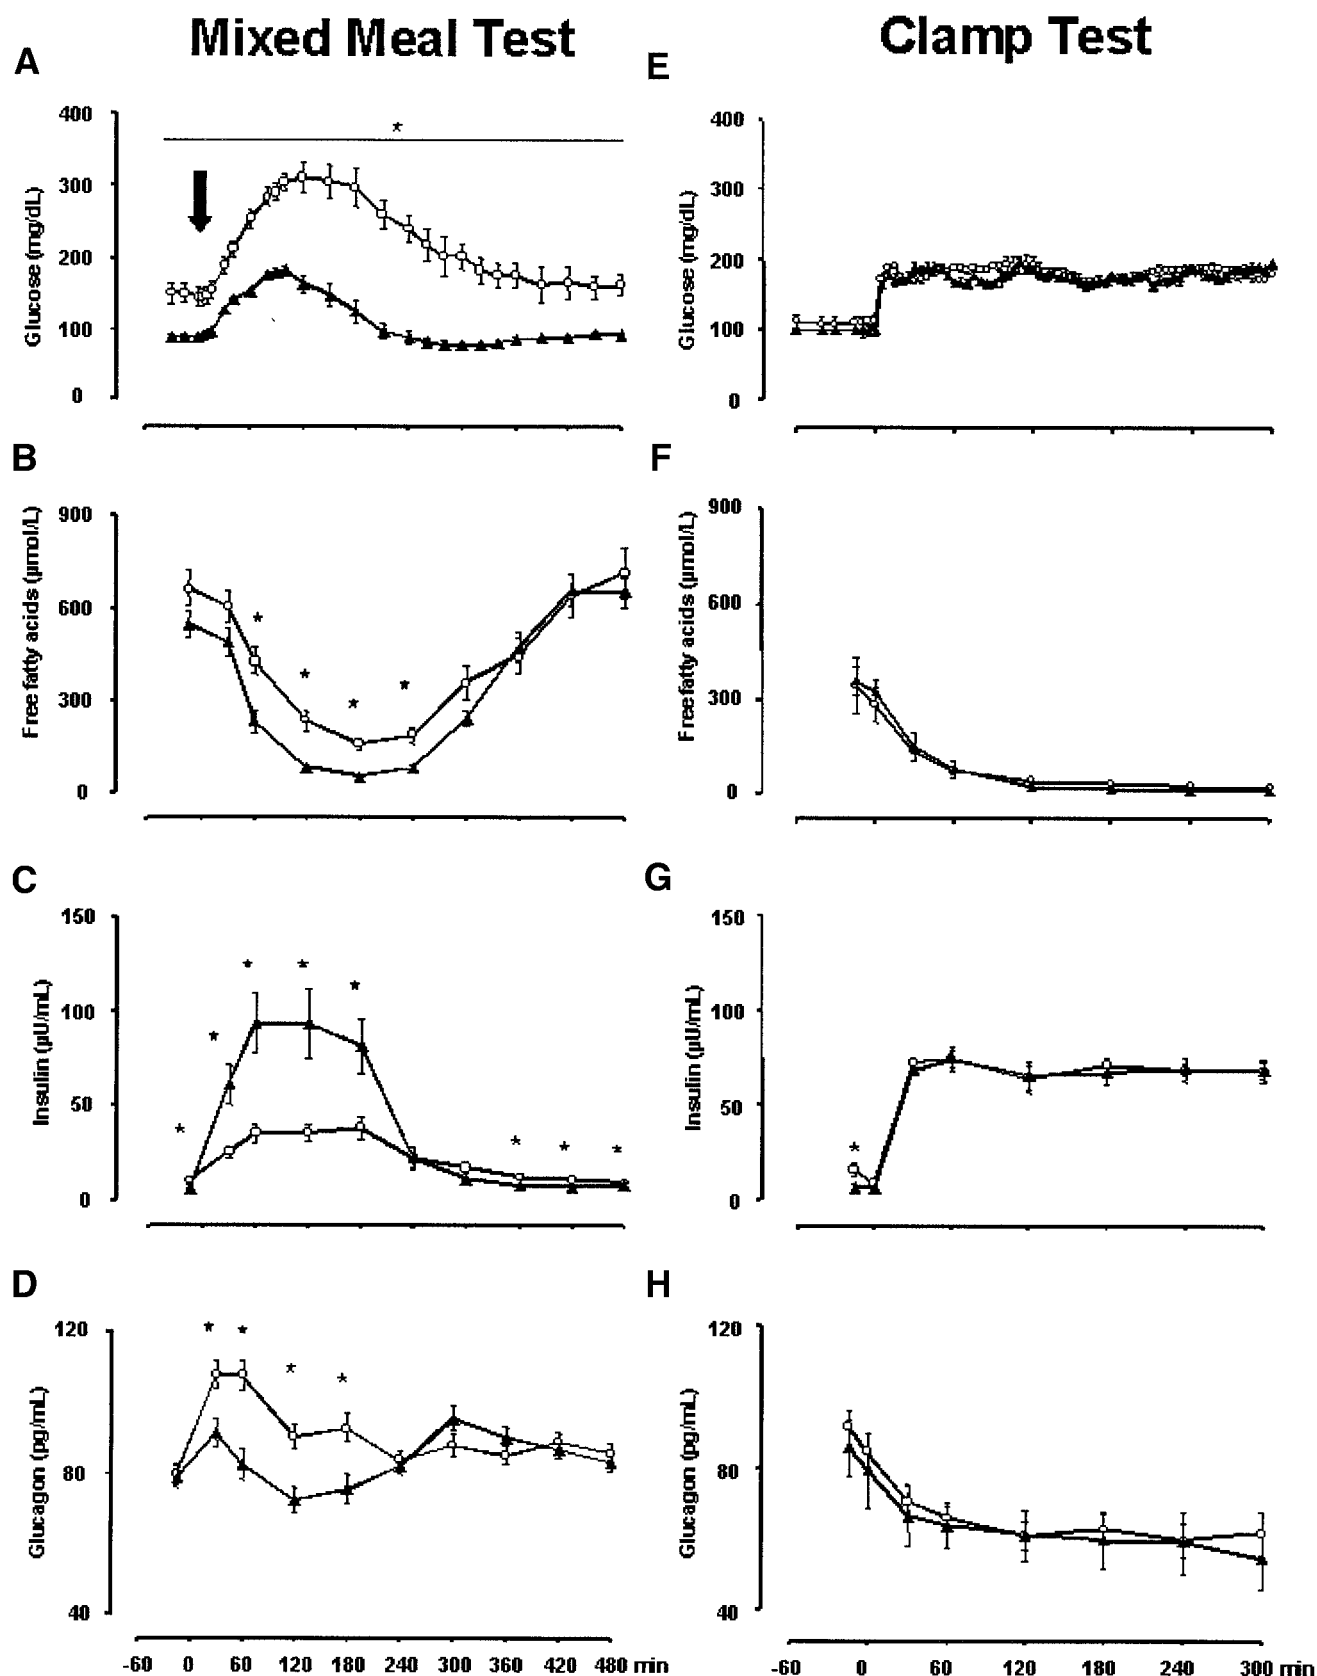 Mixed Meal Test
Clamp Test
A
400
300
200
100
0
Glucose (mg/dL)
*
E
400
300
200
100
0
Glucose (mg/dL)
B
900
600
300
0
Free fatty acids (µmol/L)
* * * *
F
900
600
300
0
Free fatty acids (µmol/L)
C
150
100
50
0
Insulin (µU/mL)
* * * * * * * *
G
150
100
50
0
Insulin (µU/mL)
*
D
120
80
40
Glucagon (pg/mL)
* * * *
-60 0 60 120 180 240 300 360 420 480 min
H
120
80
40
Glucagon (pg/mL)
-60 0 60 120 180 240 300 min